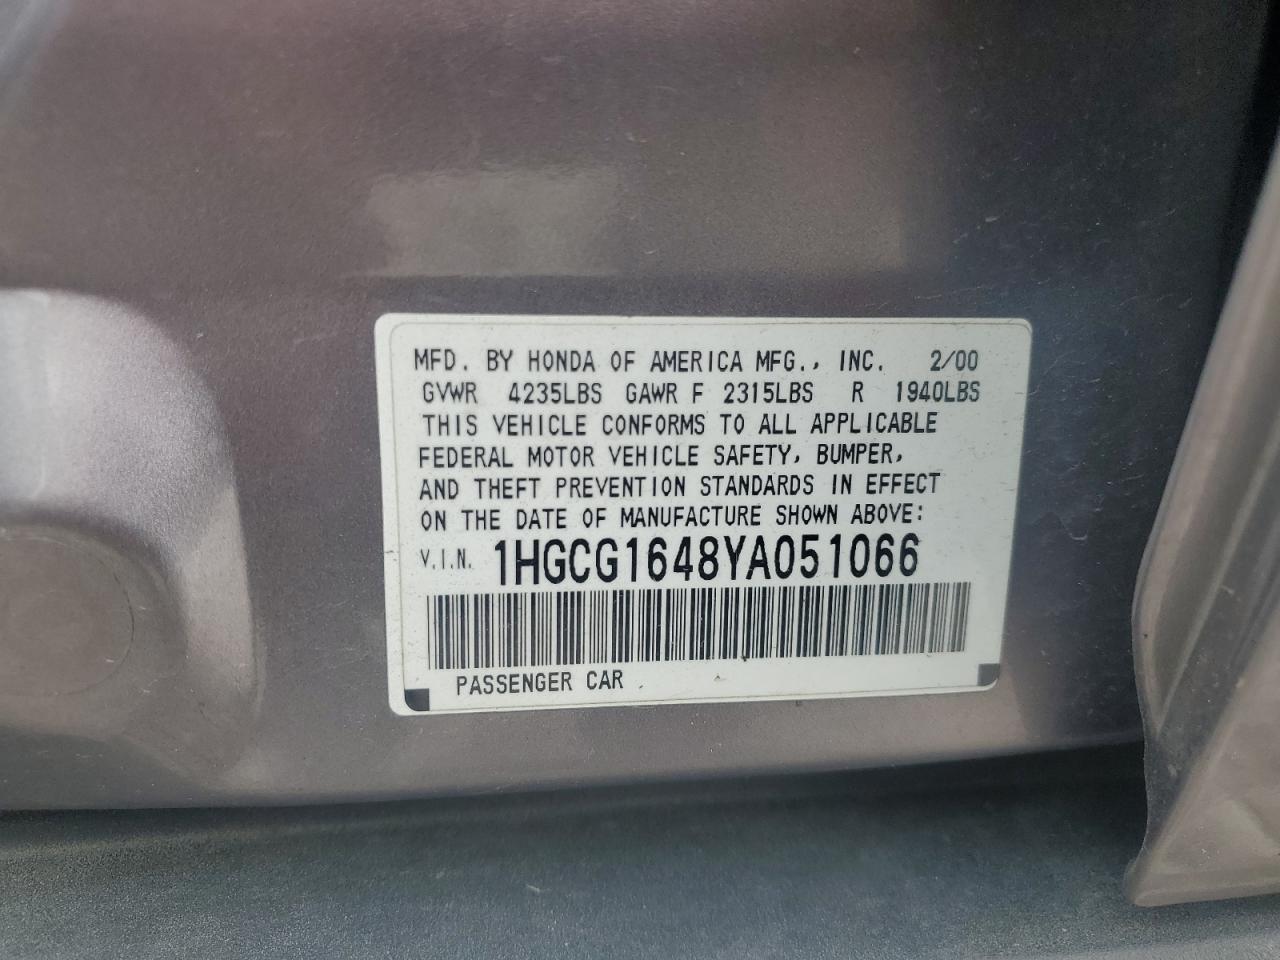 MFD. BY HONDA OF AMERICA MFG., INC. 2/00
GVWR 4235LBS GAWR F 2315LBS R 1940LBS
THIS VEHICLE CONFORMS TO ALL APPLICABLE
FEDERAL MOTOR VEHICLE SAFETY, BUMPER,
AND THEFT PREVENTION STANDARDS IN EFFECT
ON THE DATE OF MANUFACTURE SHOWN ABOVE:
V.I.N. 1HGCG1648YA051066
PASSENGER CAR